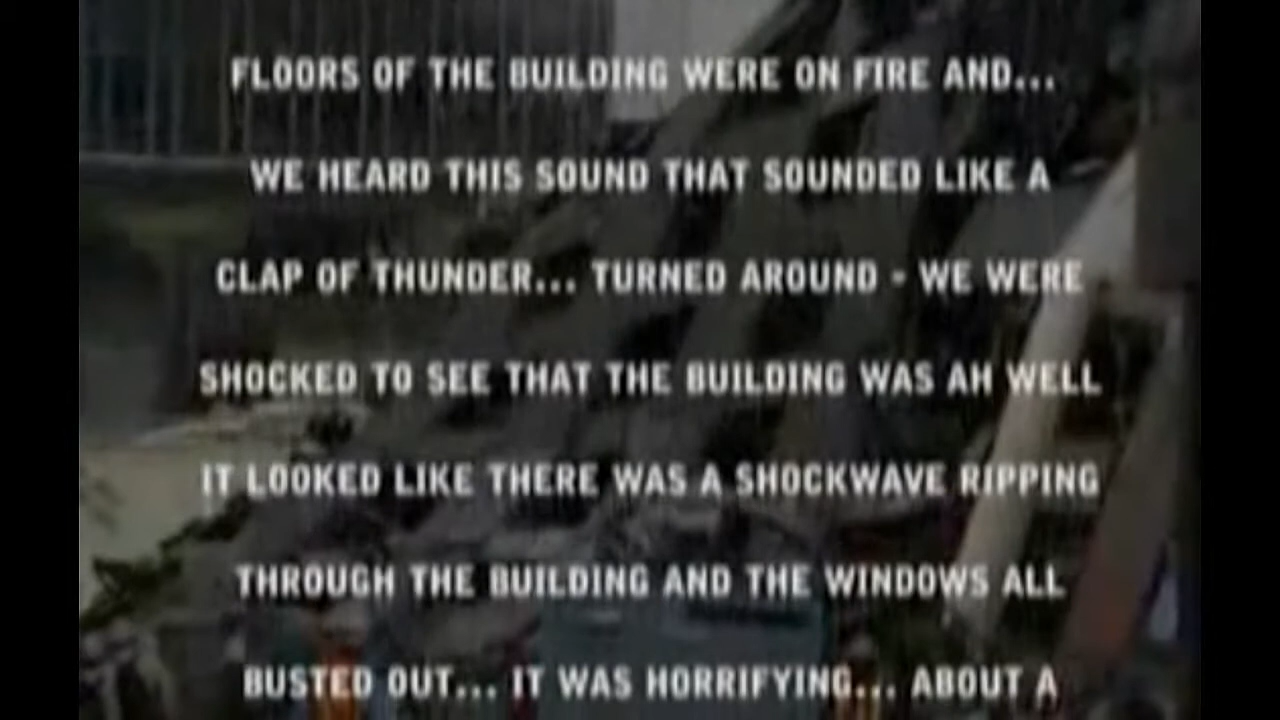 FLOORS OF THE BUILDING WERE ON FIRE AND...
WE HEARD THIS SOUND THAT SOUNDED LIKE A
CLAP OF THUNDER... TURNED AROUND - WE WERE
SHOCKED TO SEE THAT THE BUILDING WAS AH WELL
IT LOOKED LIKE THERE WAS A SHOCKWAVE RIPPING
THROUGH THE BUILDING AND THE WINDOWS ALL
BUSTED OUT... IT WAS HORRIFYING... ABOUT A